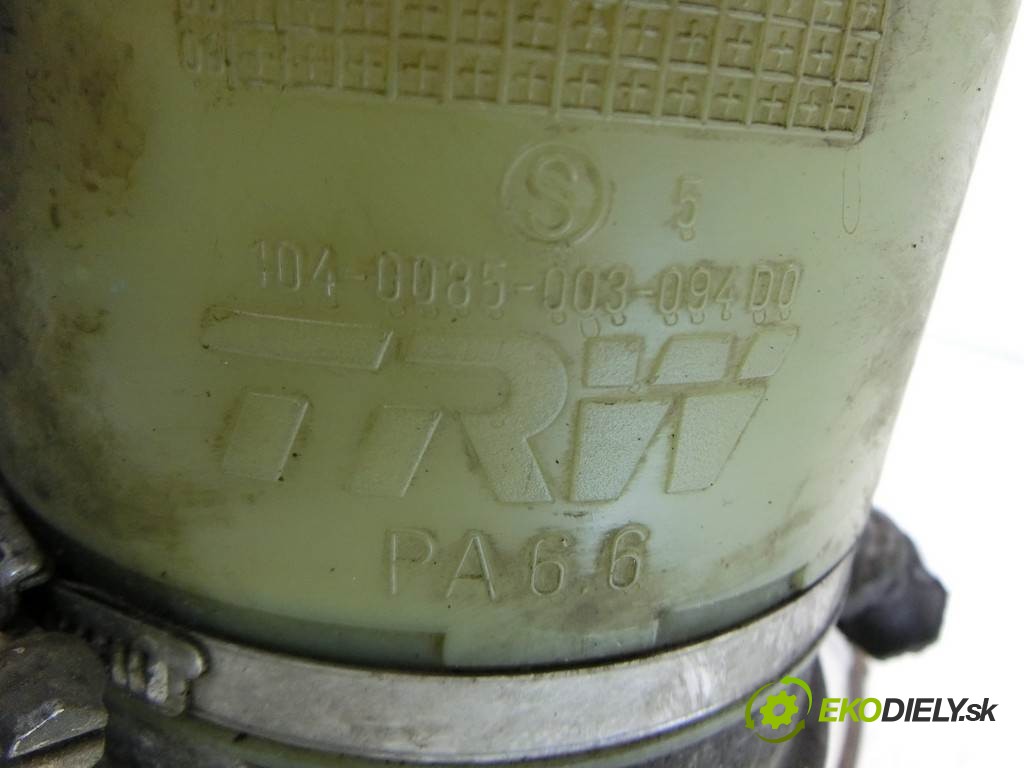 S 5
104-0085-003-094D0
TRW
PA6.6
EKODIELY.sk